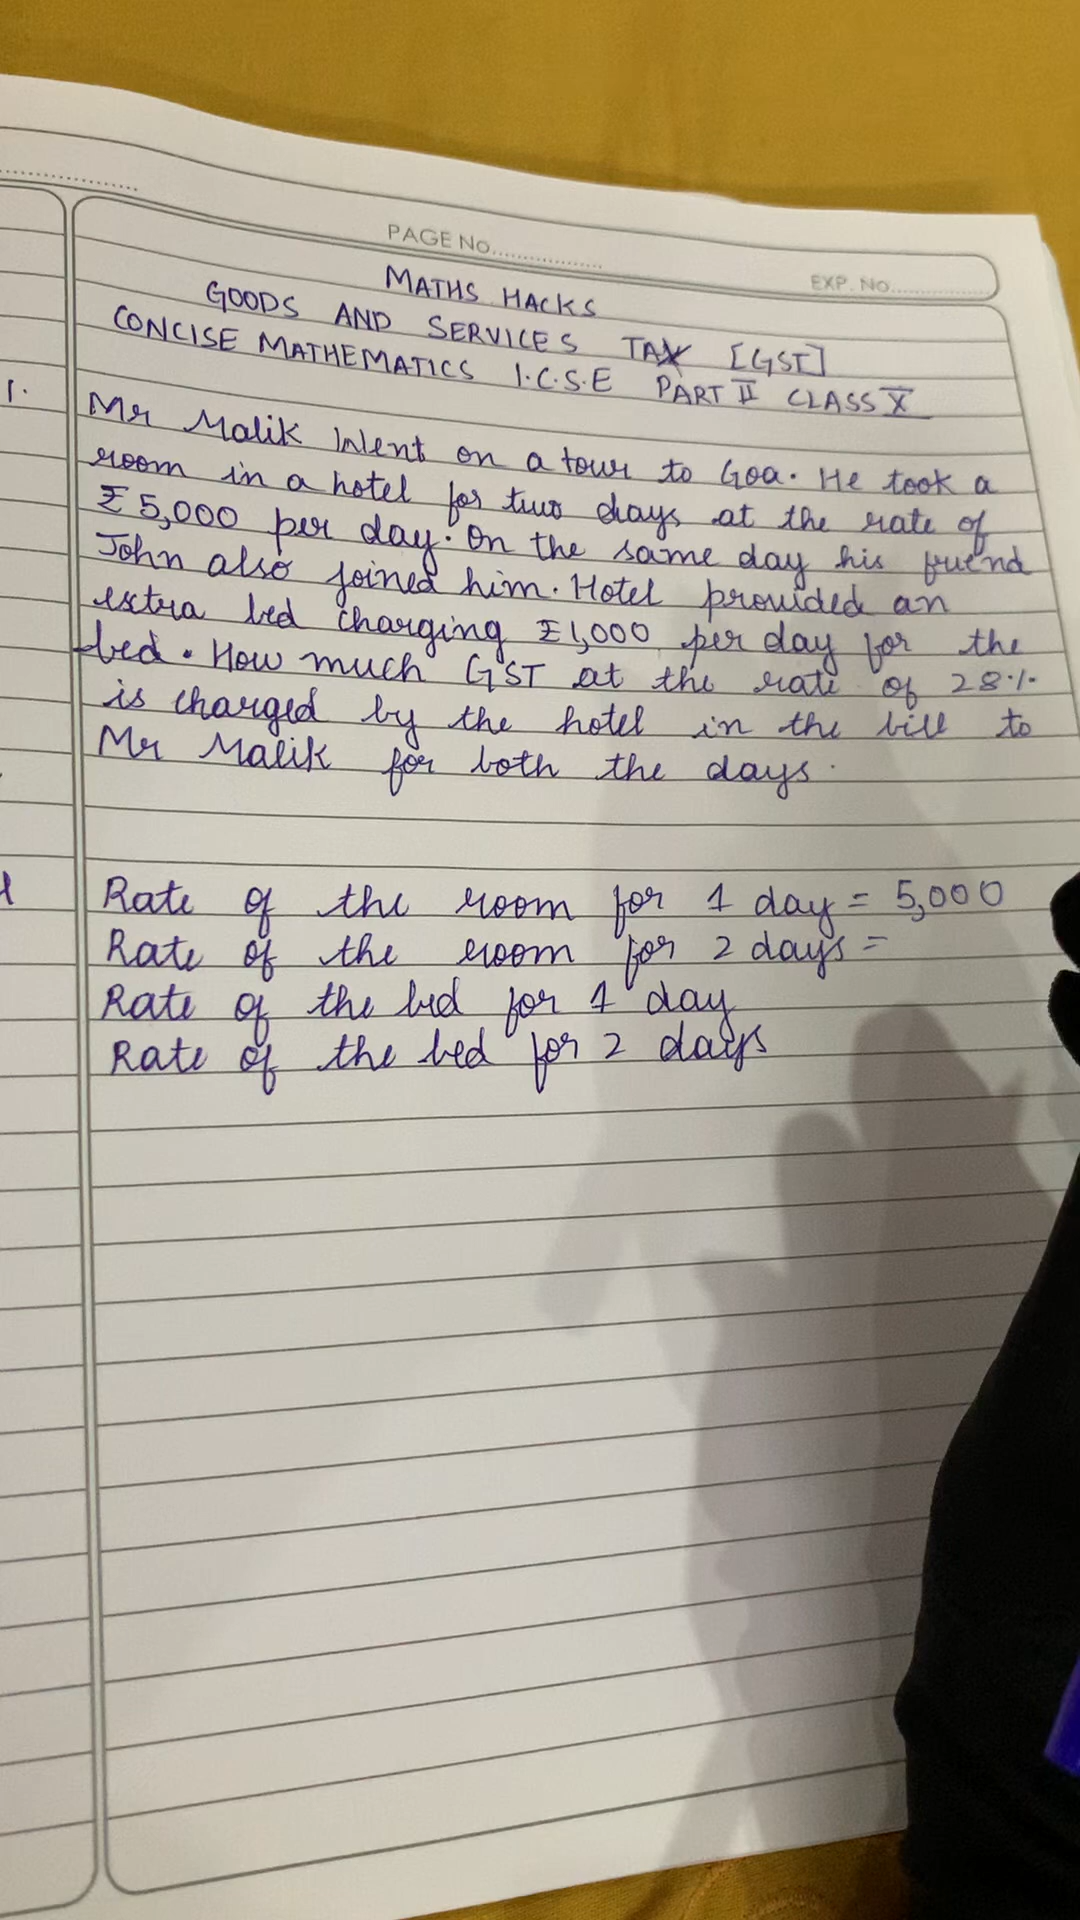 PAGE No..................
EXP. No...............
MATHS HACKS
GOODS AND SERVICES TAX [GST]
CONCISE MATHEMATICS I.C.S.E PART II CLASS X
1.
Mr Malik went on a tour to Goa. He took a
room in a hotel for two days at the rate of
₹5,000 per day. On the same day his friend
John also joined him. Hotel provided an
extra bed charging ₹1,000 per day for the
bed. How much GST at the rate of 28%
is charged by the hotel in the bill to
Mr Malik for both the days.
Rate of the room for 1 day = 5,000
Rate of the room for 2 days =
Rate of the bed for 1 day
Rate of the bed for 2 days